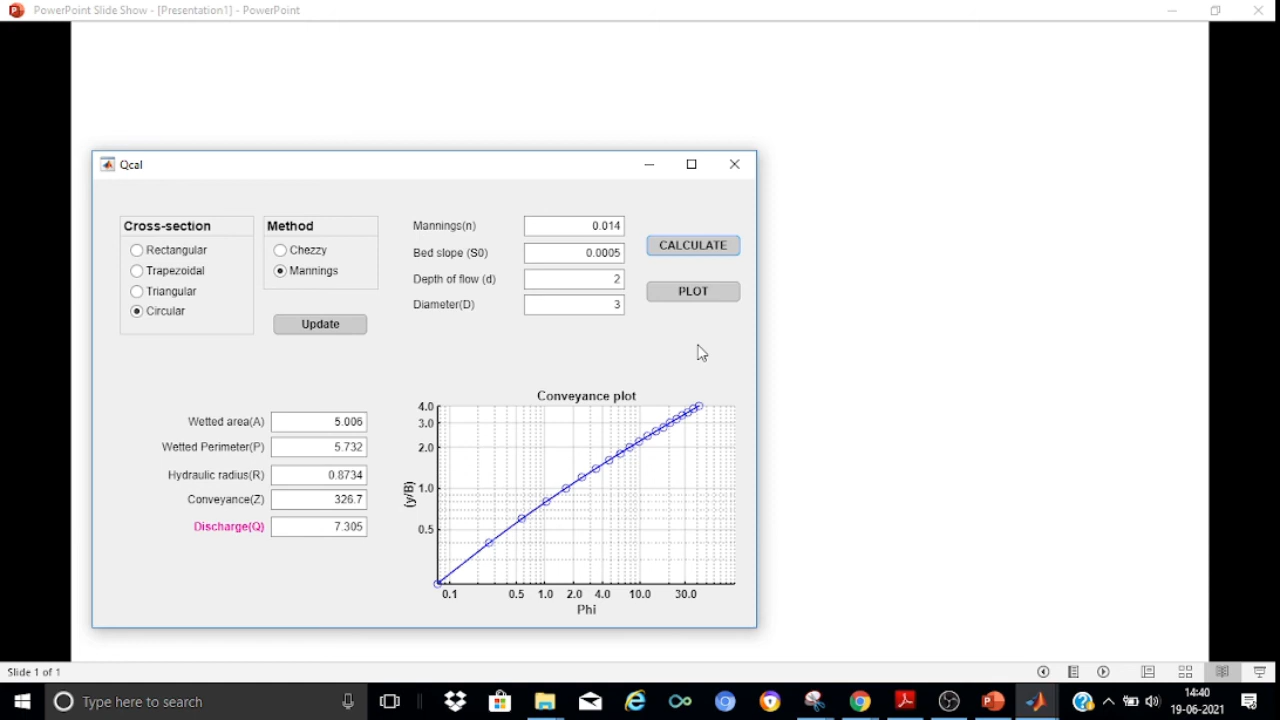 PowerPoint Slide Show - [Presentation1] - PowerPoint
Qcal
Cross-section
Rectangular
Trapezoidal
Triangular
Circular
Method
Chezzy
Mannings
Update
Mannings(n) 0.014
Bed slope (S0) 0.0005
Depth of flow (d) 2
Diameter(D) 3
CALCULATE
PLOT
Wetted area(A) 5.006
Wetted Perimeter(P) 5.732
Hydraulic radius(R) 0.8734
Conveyance(Z) 326.7
Discharge(Q) 7.305
Conveyance plot
4.0
3.0
2.0
1.0
0.5
(y/B)
0.1 0.5 1.0 2.0 4.0 10.0 30.0
Phi
Slide 1 of 1
Type here to search
14:40
19-06-2021